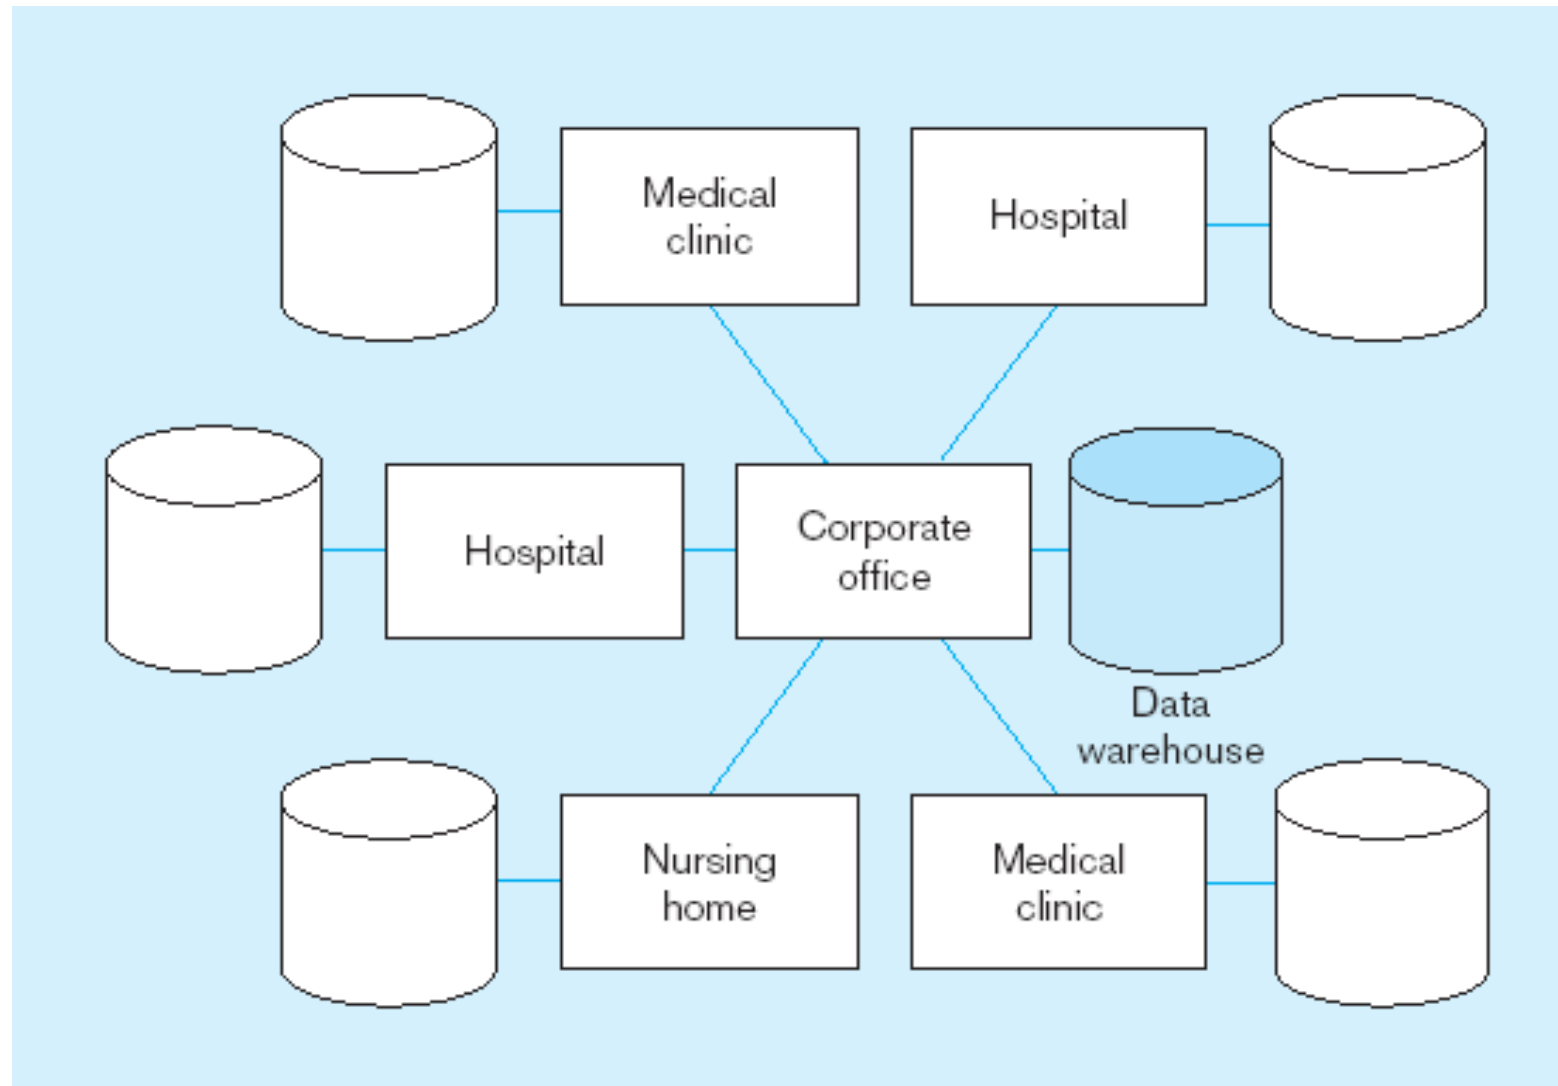 Medical
clinic
Hospital
Hospital
Corporate
office
Data
warehouse
Nursing
home
Medical
clinic